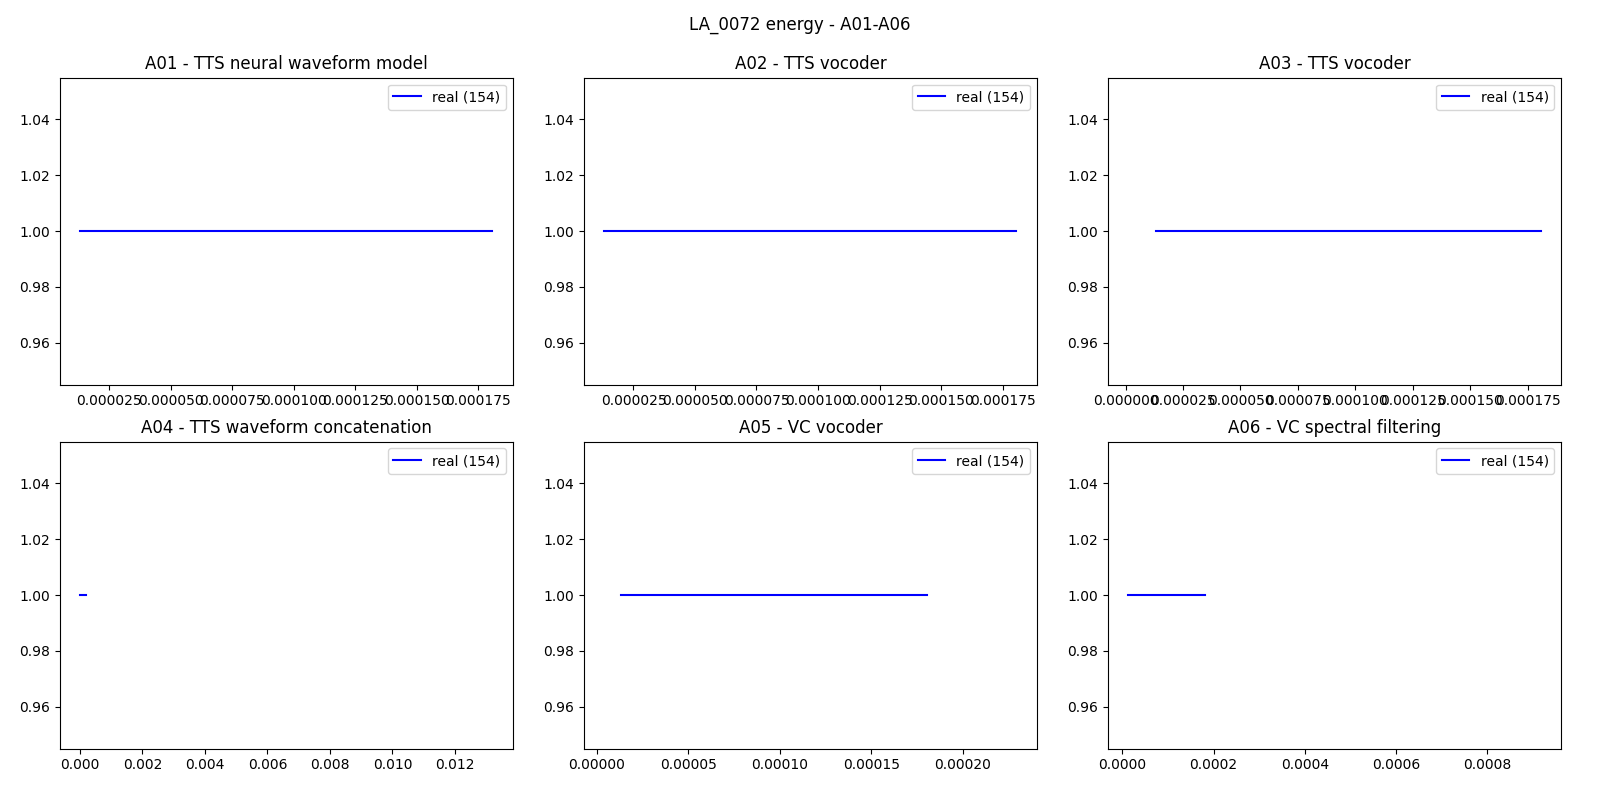 LA_0072 energy - A01-A06
A01 - TTS neural waveform model
A02 - TTS vocoder
A03 - TTS vocoder
real (154)
real (154)
real (154)
1.04
1.02
1.00
0.98
0.96
0.000025 0.000050 0.000075 0.000100 0.000125 0.000150 0.000175
1.04
1.02
1.00
0.98
0.96
0.000025 0.000050 0.000075 0.000100 0.000125 0.000150 0.000175
1.04
1.02
1.00
0.98
0.96
0.000000 0.000025 0.000050 0.000075 0.000100 0.000125 0.000150 0.000175
A04 - TTS waveform concatenation
A05 - VC vocoder
A06 - VC spectral filtering
real (154)
real (154)
real (154)
1.04
1.02
1.00
0.98
0.96
0.000 0.002 0.004 0.006 0.008 0.010 0.012
1.04
1.02
1.00
0.98
0.96
0.00000 0.00005 0.00010 0.00015 0.00020
1.04
1.02
1.00
0.98
0.96
0.0000 0.0002 0.0004 0.0006 0.0008